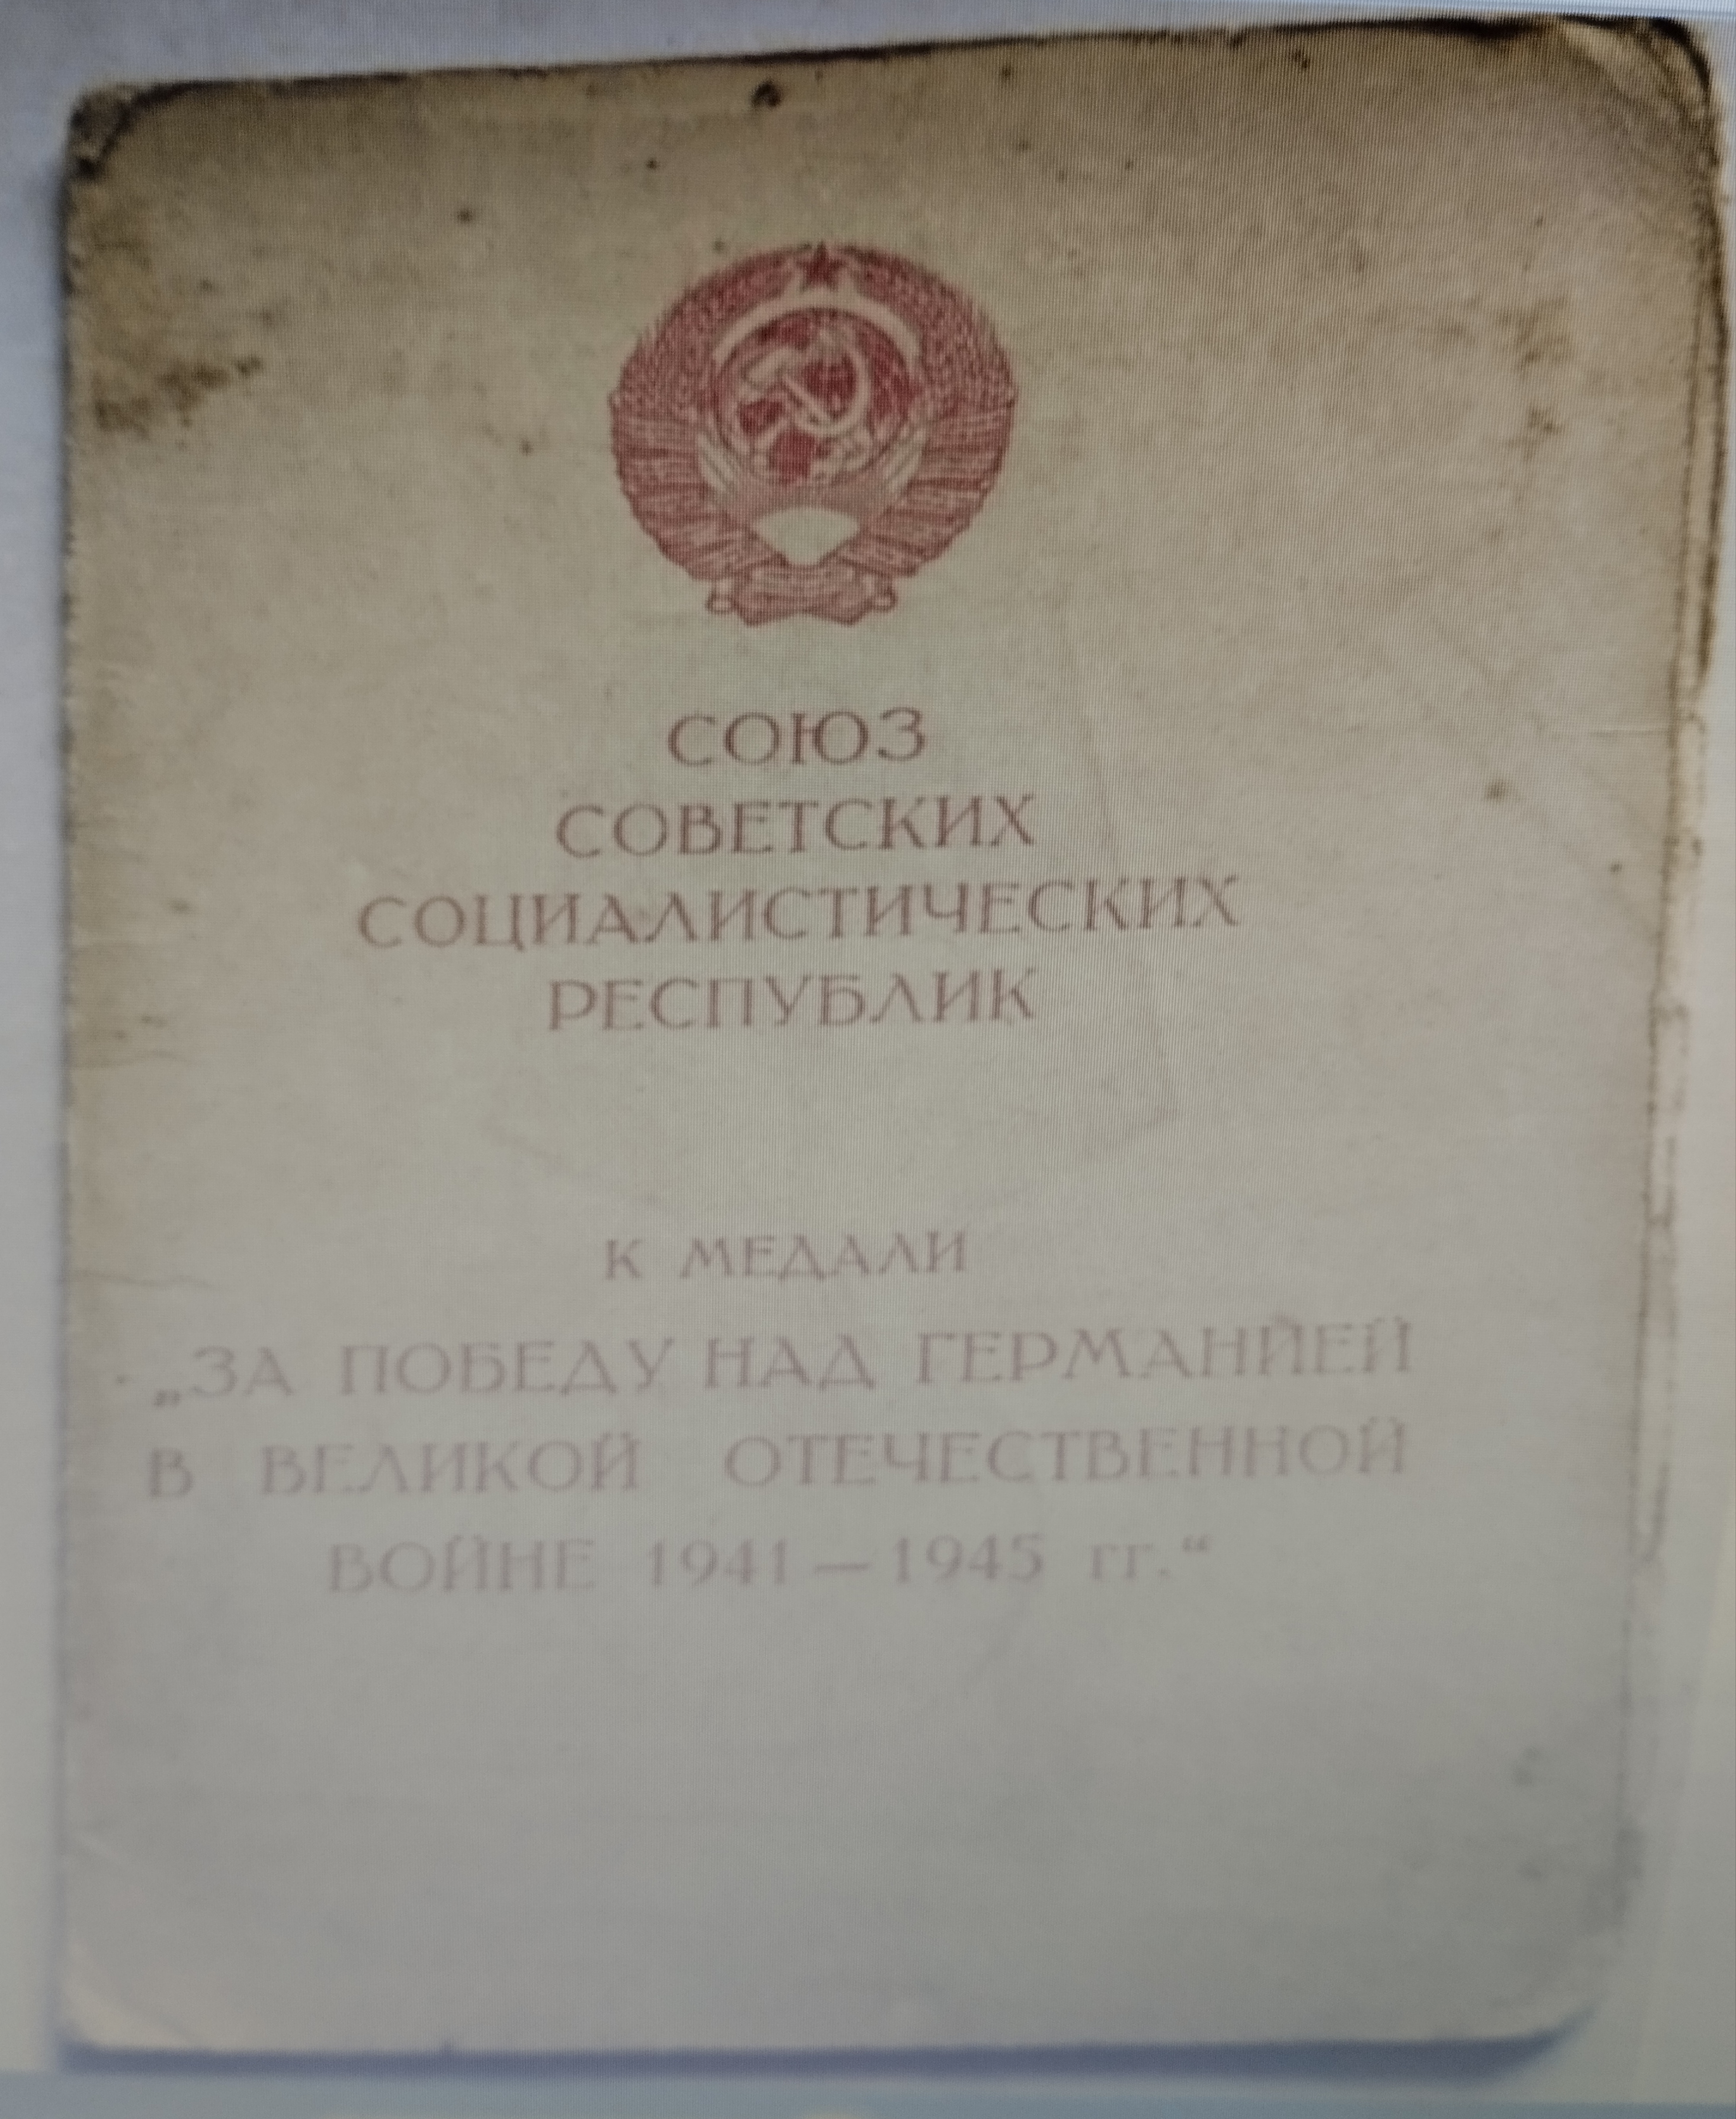 СОЮЗ
СОВЕТСКИХ
СОЦИАЛИСТИЧЕСКИХ
РЕСПУБЛИК
К МЕДАЛИ
„ЗА ПОБЕДУ НАД ГЕРМАНИЕЙ
В ВЕЛИКОЙ ОТЕЧЕСТВЕННОЙ
ВОЙНЕ 1941—1945 гг.“